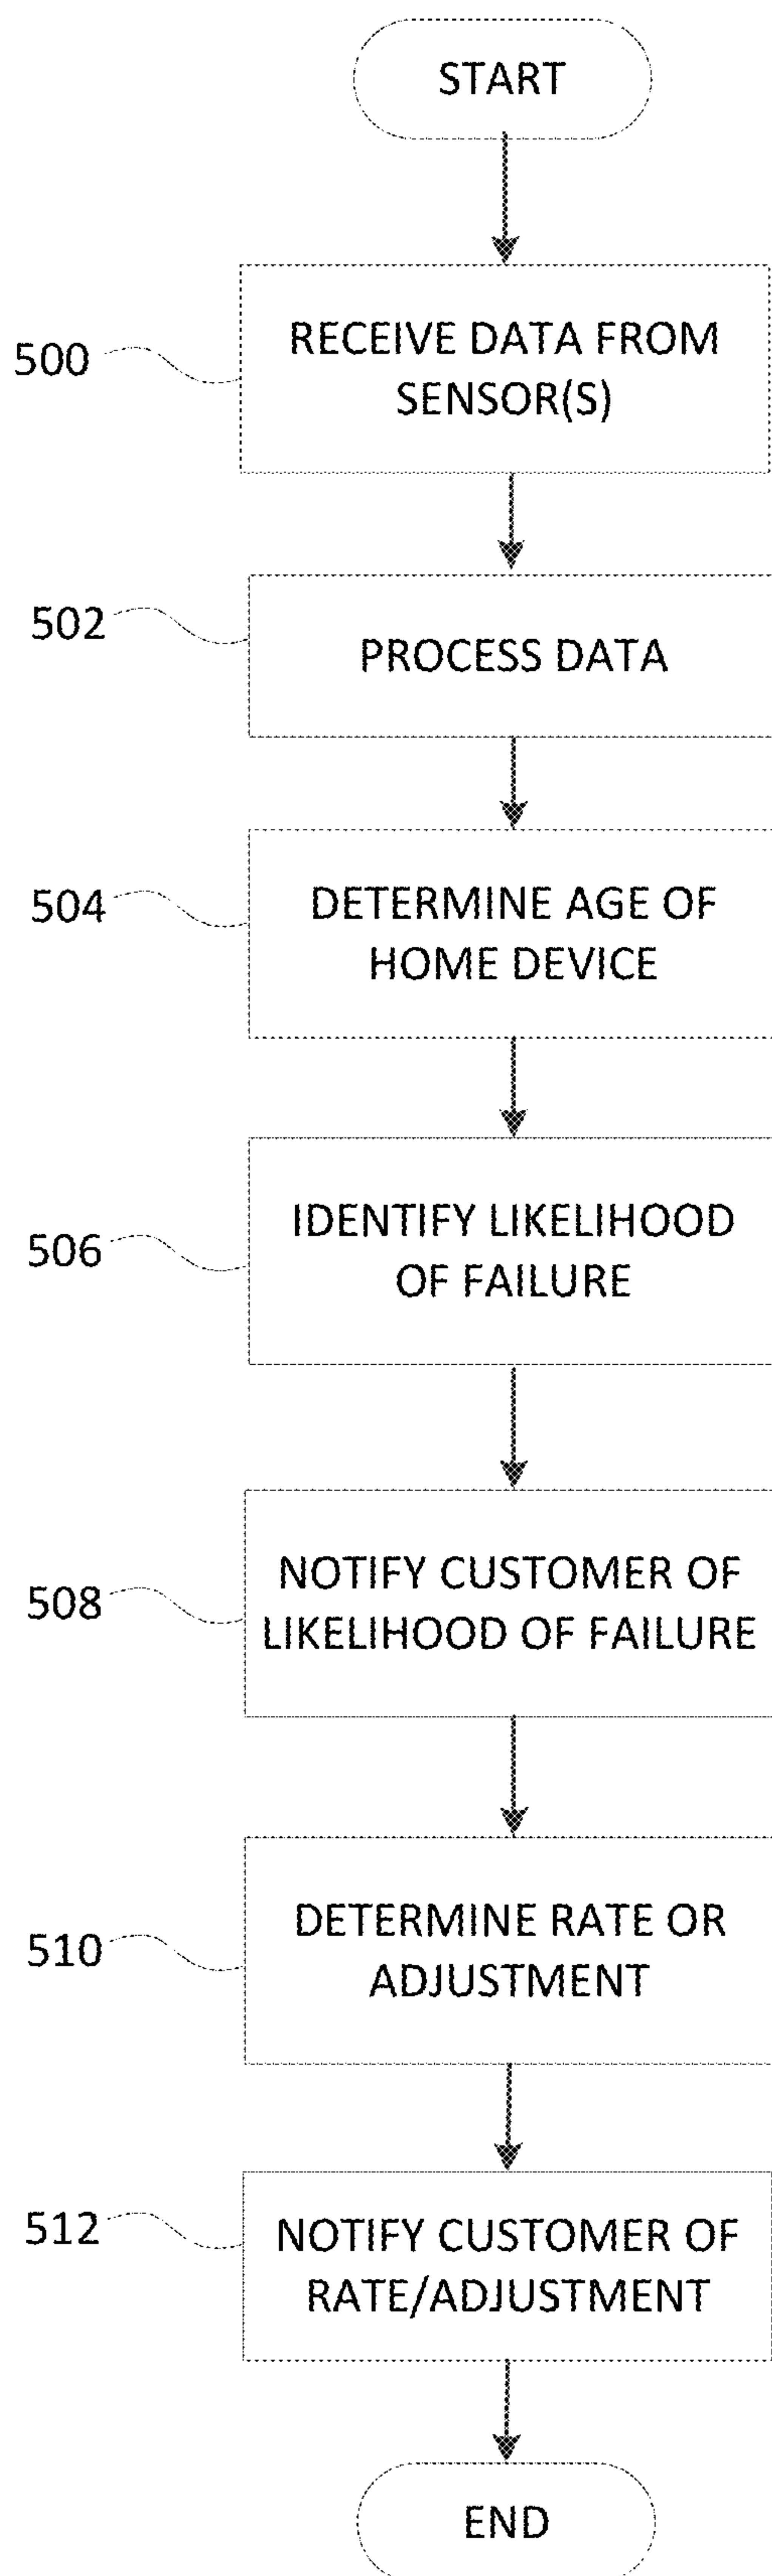 START
500
RECEIVE DATA FROM
SENSOR(S)
502
PROCESS DATA
504
DETERMINE AGE OF
HOME DEVICE
506
IDENTIFY LIKELIHOOD
OF FAILURE
508
NOTIFY CUSTOMER OF
LIKELIHOOD OF FAILURE
510
DETERMINE RATE OR
ADJUSTMENT
512
NOTIFY CUSTOMER OF
RATE/ADJUSTMENT
END